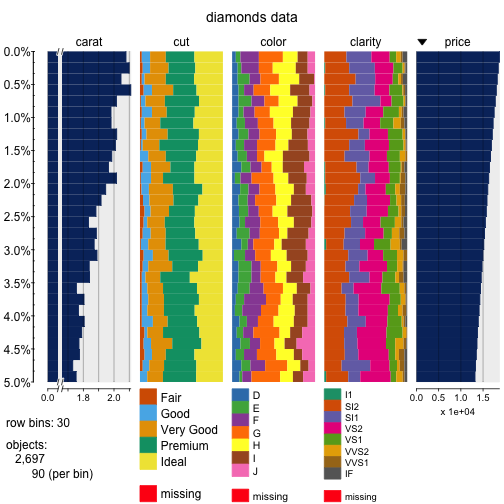 diamonds data
carat cut color clarity price
0.0%
0.5%
1.0%
1.5%
2.0%
2.5%
3.0%
3.5%
4.0%
4.5%
5.0%
0.0 1.8 2.0 0.0 0.5 1.0 1.5
x 1e+04
row bins: 30
objects:
2,697
90 (per bin)
Fair
Good
Very Good
Premium
Ideal
missing
D
E
F
G
H
I
J
missing
I1
SI2
SI1
VS2
VS1
VVS2
VVS1
IF
missing